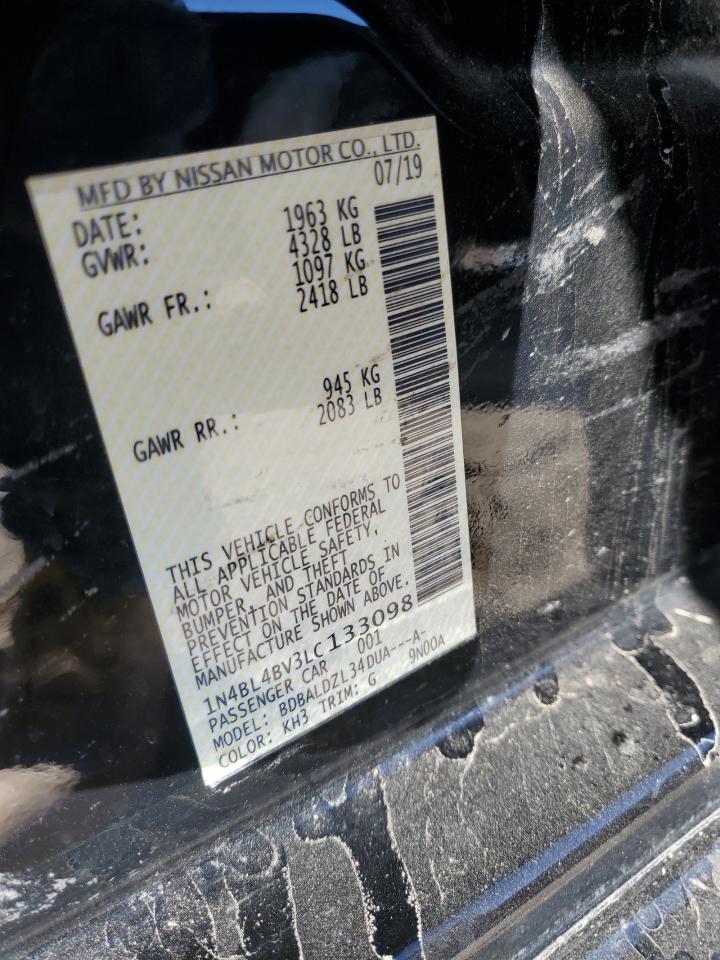 MFD BY NISSAN MOTOR CO., LTD.
DATE: 07/19
GVWR: 1963 KG
4328 LB
GAWR FR.: 1097 KG
2418 LB
GAWR RR.: 945 KG
2083 LB
THIS VEHICLE CONFORMS TO
ALL APPLICABLE FEDERAL
MOTOR VEHICLE SAFETY,
BUMPER, AND THEFT
PREVENTION STANDARDS IN
EFFECT ON THE DATE OF
MANUFACTURE SHOWN ABOVE.
1N4BL4BV3LC133098
PASSENGER CAR 001
MODEL: BDBALDZL34DUA---A-
COLOR: KH3 TRIM: G 9N00A